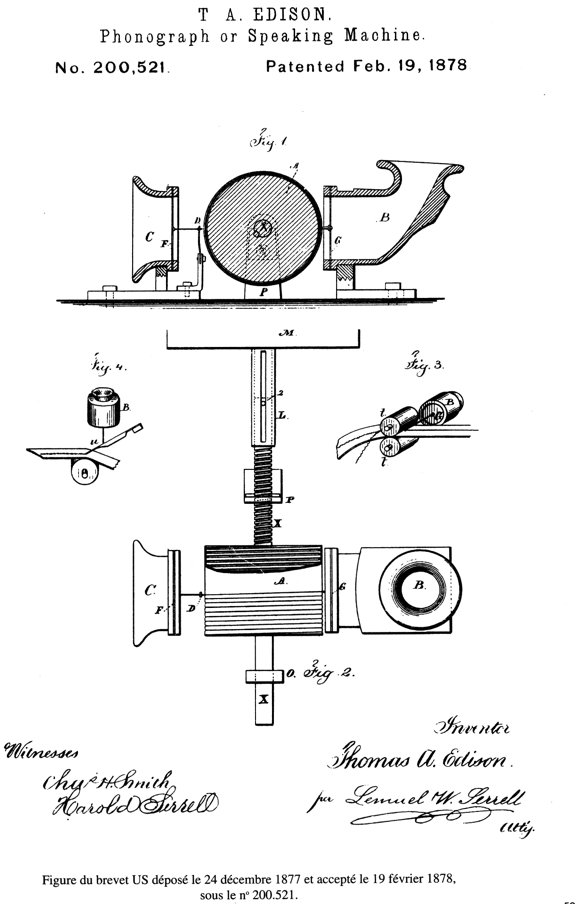 T A. EDISON.
Phonograph or Speaking Machine.
No. 200,521. Patented Feb. 19, 1878
Fig. 1
A
C
F
D
X
G
B
P
M.
Fig. 4.
B.
u
Fig. 3.
t
B
t
2
L.
P
X
C
F
D
A.
G
B.
O. Fig 2.
X
Inventor
Witnesses
Thomas A. Edison.
Chas H. Smith
Harold Serrell
per Lemuel W. Serrell
Atty.
Figure du brevet US déposé le 24 décembre 1877 et accepté le 19 février 1878,
sous le nº 200.521.